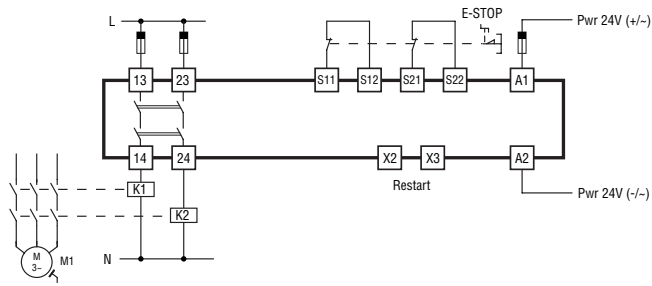 L
E-STOP
Pwr 24V (+/~)
13
23
S11
S12
S21
S22
A1
14
24
X2
X3
A2
Restart
K1
K2
Pwr 24V (-/~)
M
3~
M1
N